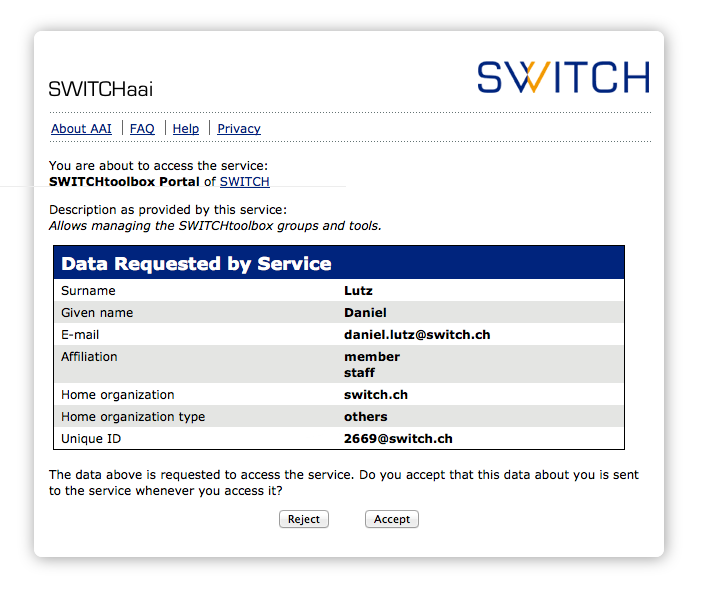 SWITCHaai
SWITCH
About AAI FAQ Help Privacy
You are about to access the service:
SWITCHtoolbox Portal of SWITCH
Description as provided by this service:
Allows managing the SWITCHtoolbox groups and tools.
Data Requested by Service
Surname Lutz
Given name Daniel
E-mail daniel.lutz@switch.ch
Affiliation member
staff
Home organization switch.ch
Home organization type others
Unique ID 2669@switch.ch
The data above is requested to access the service. Do you accept that this data about you is sent
to the service whenever you access it?
Reject Accept